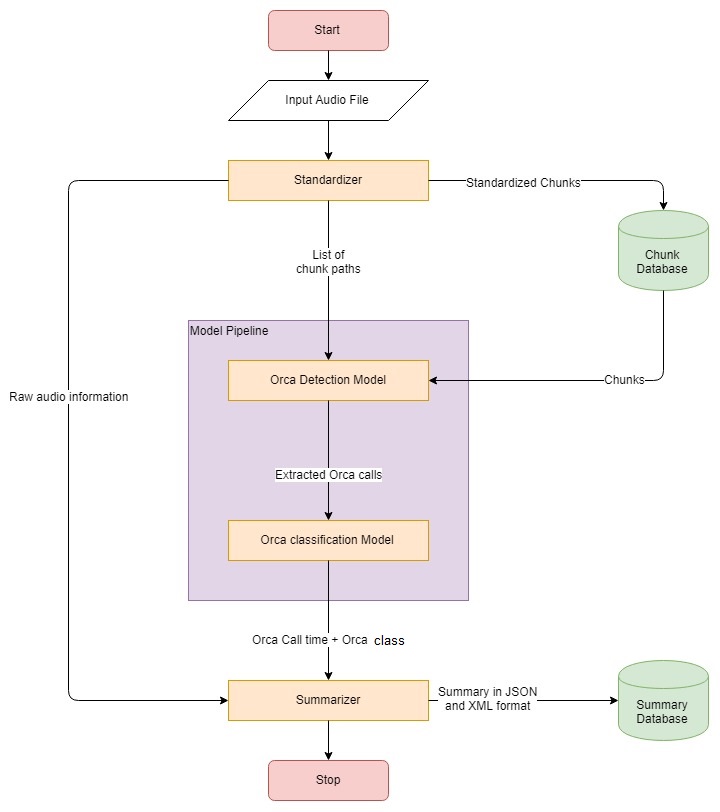 Start
Input Audio File
Standardizer
Standardized Chunks
Chunk
Database
List of
chunk paths
Model Pipeline
Orca Detection Model
Chunks
Raw audio information
Extracted Orca calls
Orca classification Model
Orca Call time + Orca class
Summarizer
Summary in JSON
and XML format
Summary
Database
Stop